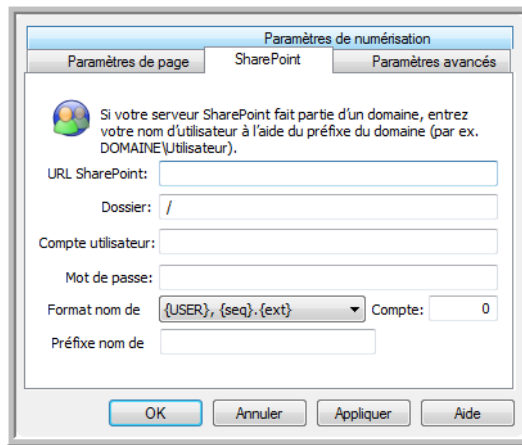 Paramètres de numérisation
Paramètres de page SharePoint Paramètres avancés
Si votre serveur SharePoint fait partie d'un domaine, entrez
votre nom d'utilisateur à l'aide du préfixe du domaine (par ex.
DOMAINE\Utilisateur).
URL SharePoint:
Dossier: /
Compte utilisateur:
Mot de passe:
Format nom de {USER}, {seq}.{ext} Compte: 0
Préfixe nom de
OK Annuler Appliquer Aide